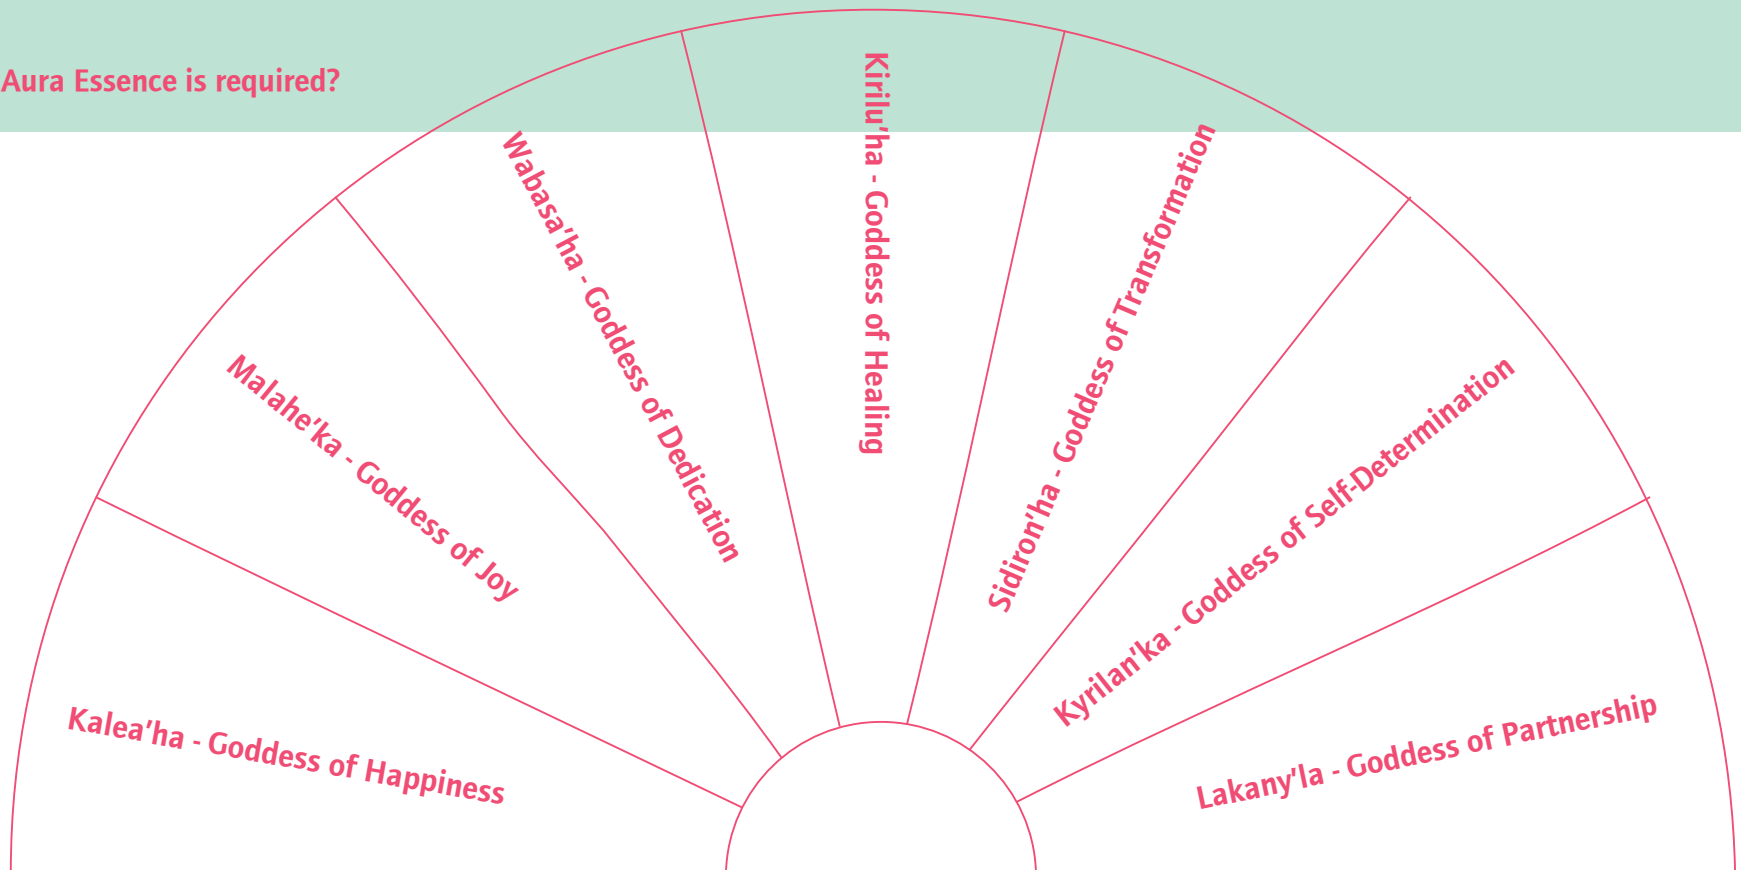 Aura Essence is required?
Kalea'ha - Goddess of Happiness
Malahe'ka - Goddess of Joy
Wabasa'ha - Goddess of Dedication
Kirilu'ha - Goddess of Healing
Sidiron'ha - Goddess of Transformation
Kyrilan'ka - Goddess of Self-Determination
Lakany'la - Goddess of Partnership